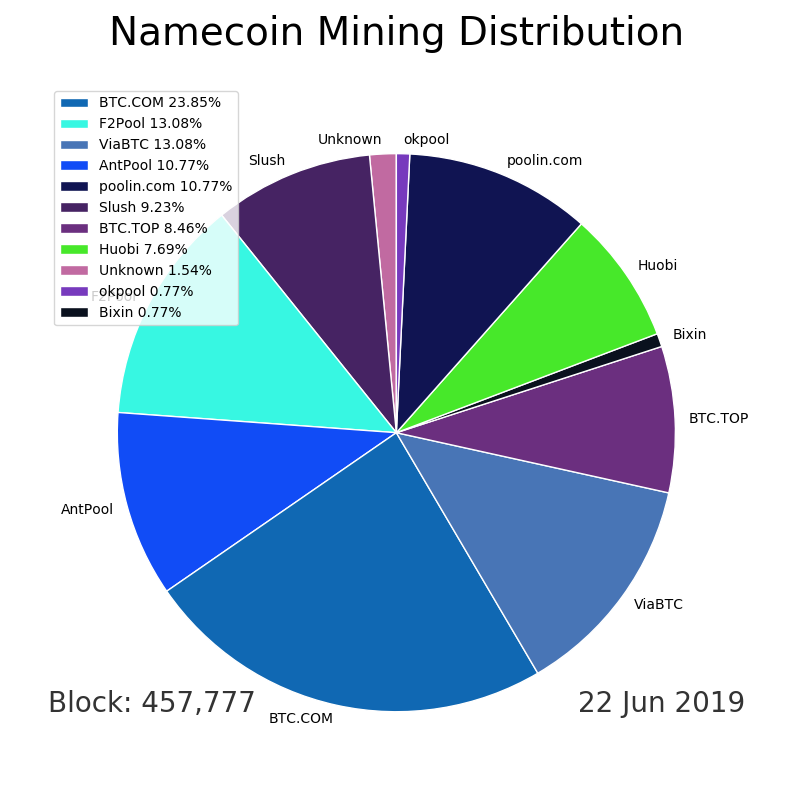 Namecoin Mining Distribution
BTC.COM 23.85%
F2Pool 13.08%
ViaBTC 13.08%
AntPool 10.77%
poolin.com 10.77%
Slush 9.23%
BTC.TOP 8.46%
Huobi 7.69%
Unknown 1.54%
okpool 0.77%
Bixin 0.77%
Unknown
okpool
Slush
poolin.com
Huobi
F2Pool
Bixin
BTC.TOP
AntPool
ViaBTC
Block: 457,777
22 Jun 2019
BTC.COM